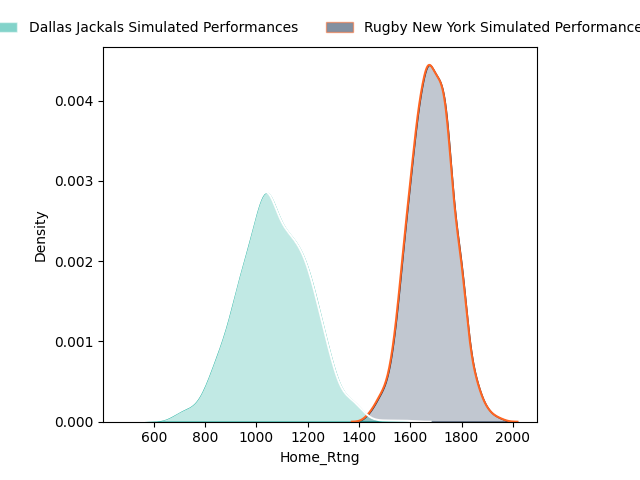 Dallas Jackals Simulated Performances Rugby New York Simulated Performance
0.004
0.003
0.002
0.001
0.000
Density
600 800 1000 1200 1400 1600 1800 2000
Home_Rtng